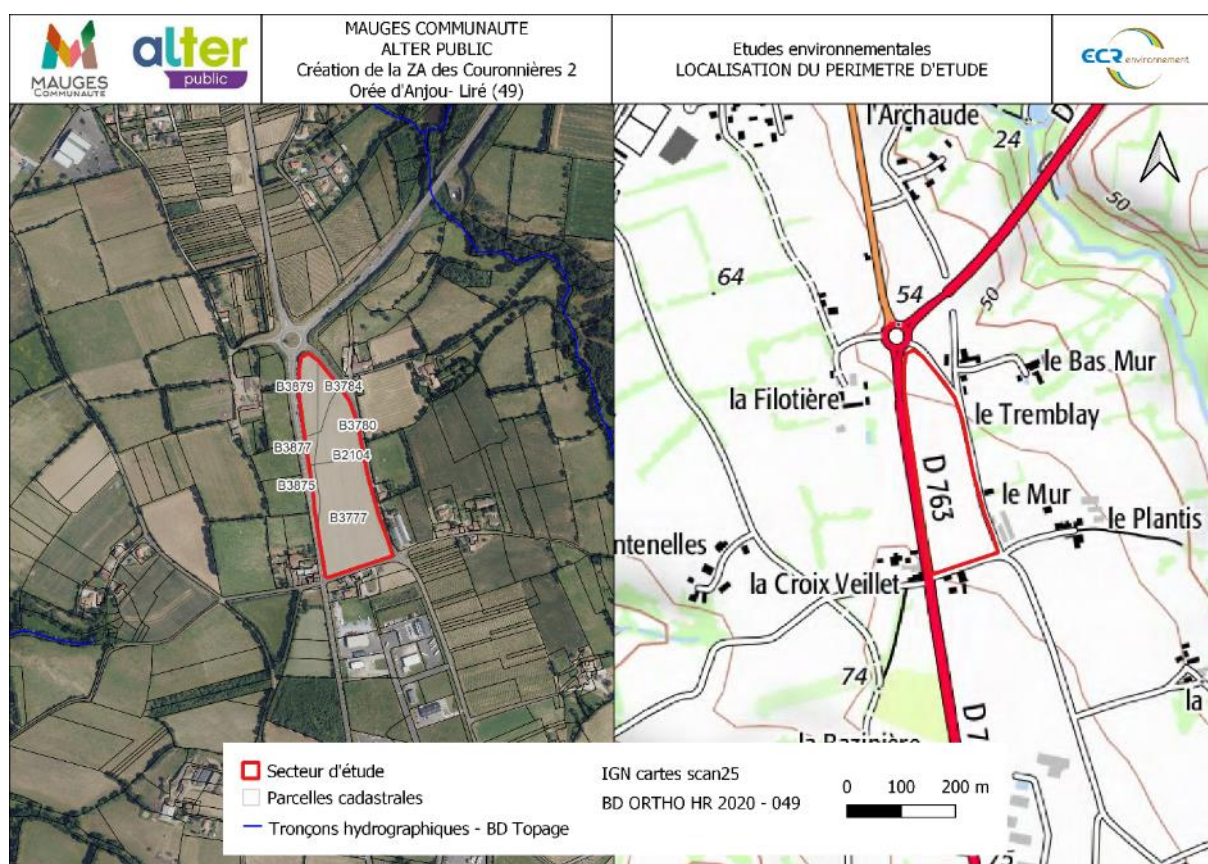 MAUGES
COMMUNAUTE
alter
public
MAUGES COMMUNAUTE
ALTER PUBLIC
Création de la ZA des Couronnières 2
Orée d'Anjou- Liré (49)
Etudes environnementales
LOCALISATION DU PERIMETRE D'ETUDE
ECR environnement
B3879
B3784
B3780
B3877
B2104
B3875
B3777
l'Archaude
24
D
50
64
54
50
le Bas Mur
la Filotière
le Tremblay
D 763
le Mur
le Plantis
ntenelles
la Croix Veillet
74
la
D 7
la Bazinière
Secteur d'étude
Parcelles cadastrales
Tronçons hydrographiques - BD Topage
IGN cartes scan25
BD ORTHO HR 2020 - 049
0 100 200 m